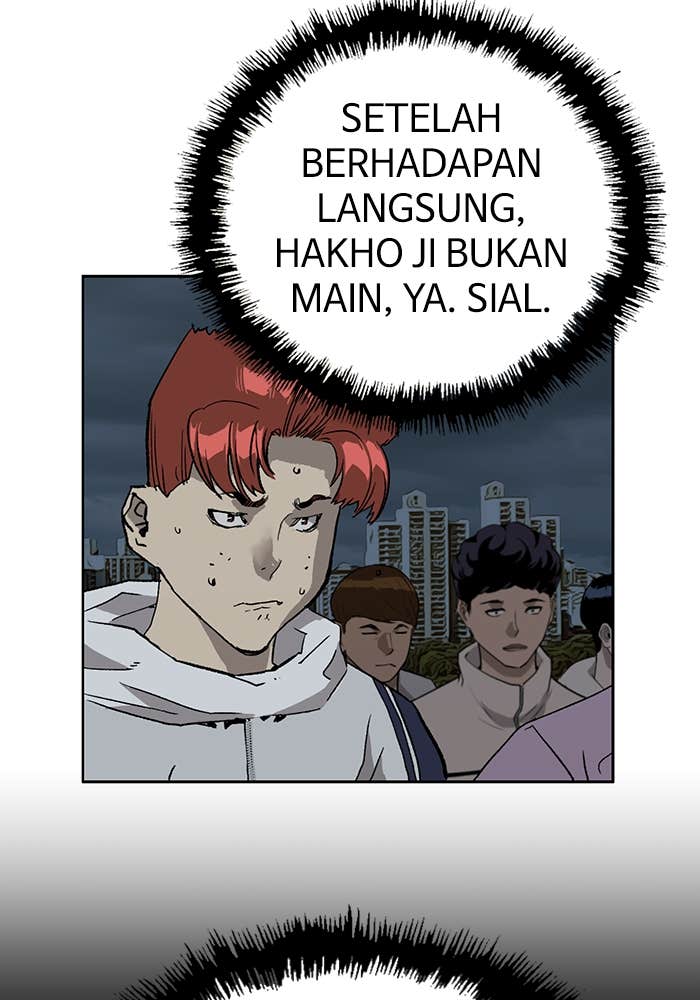 SETELAH
BERHADAPAN
LANGSUNG,
HAKHO JI BUKAN
MAIN, YA. SIAL.